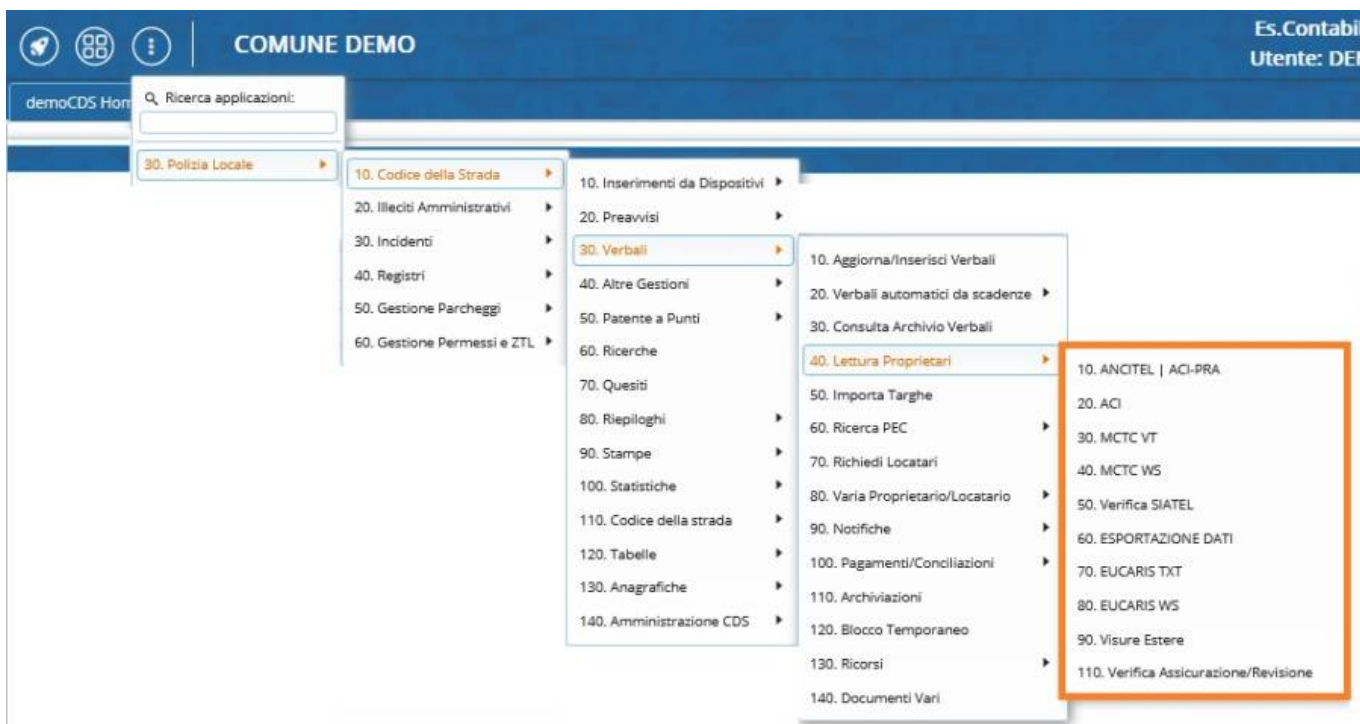 COMUNE DEMO
Es.Contabil
Utente: DE
demoCDS Hom
Ricerca applicazioni:
30. Polizia Locale
10. Codice della Strada
20. Illeciti Amministrativi
30. Incidenti
40. Registri
50. Gestione Parcheggi
60. Gestione Permessi e ZTL
10. Inserimenti da Dispositivi
20. Preavvisi
30. Verbali
40. Altre Gestioni
50. Patente a Punti
60. Ricerche
70. Quesiti
80. Riepiloghi
90. Stampe
100. Statistiche
110. Codice della strada
120. Tabelle
130. Anagrafiche
140. Amministrazione CDS
10. Aggiorna/Inserisci Verbali
20. Verbali automatici da scadenze
30. Consulta Archivio Verbali
40. Lettura Proprietari
50. Importa Targhe
60. Ricerca PEC
70. Richiedi Locatari
80. Varia Proprietario/Locatario
90. Notifiche
100. Pagamenti/Conciliazioni
110. Archiviazioni
120. Blocco Temporaneo
130. Ricorsi
140. Documenti Vari
10. ANCITEL | ACI-PRA
20. ACI
30. MCTC VT
40. MCTC WS
50. Verifica SIATEL
60. ESPORTAZIONE DATI
70. EUCARIS TXT
80. EUCARIS WS
90. Visure Estere
110. Verifica Assicurazione/Revisione